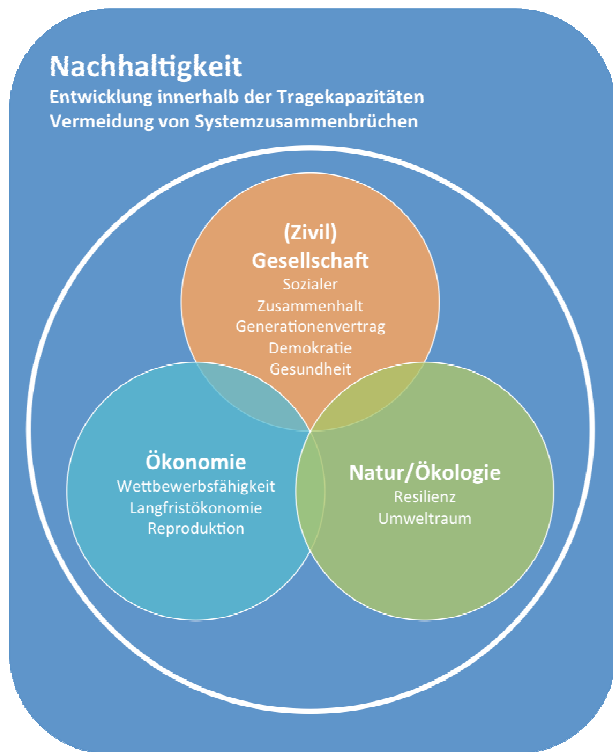 Nachhaltigkeit
Entwicklung innerhalb der Tragekapazitäten
Vermeidung von Systemzusammenbrüchen
(Zivil)
Gesellschaft
Sozialer
Zusammenhalt
Generationenvertrag
Demokratie
Gesundheit
Ökonomie
Wettbewerbsfähigkeit
Langfristökonomie
Reproduktion
Natur/Ökologie
Resilienz
Umweltraum